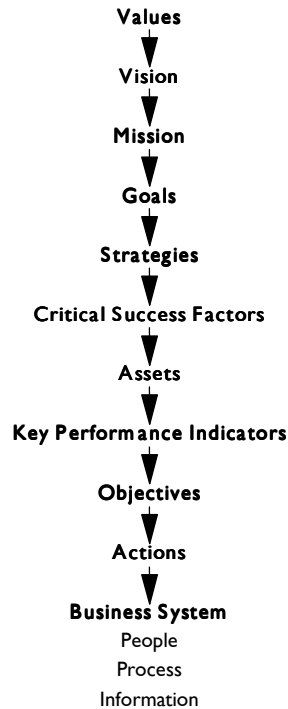 Values
Vision
Mission
Goals
Strategies
Critical Success Factors
Assets
Key Performance Indicators
Objectives
Actions
Business System
People
Process
Information